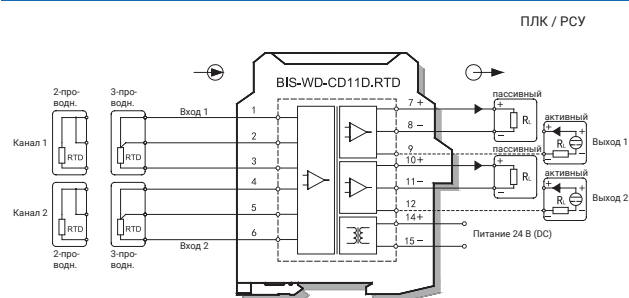 ПЛК / РСУ
BIS-WD-CD11D.RTD
2-про-
водн.
3-про-
водн.
Вход 1
Канал 1
RTD
RTD
1
2
3
4
5
6
Канал 2
RTD
RTD
Вход 2
2-про-
водн.
3-про-
водн.
7 +
8 −
9
10+
11−
12
14+
15 −
пассивный
+
RL
−
активный
+
RL
−
Выход 1
пассивный
+
RL
−
активный
+
RL
−
Выход 2
Питание 24 В (DC)